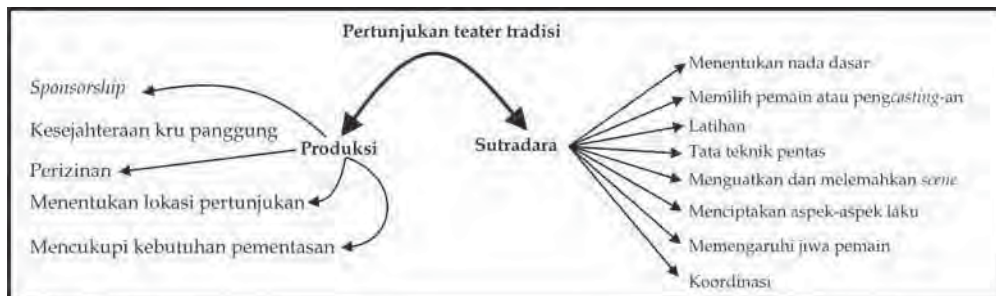 Pertunjukan teater tradisi
Sponsorship
Kesejahteraan kru panggung
Perizinan
Menentukan lokasi pertunjukan
Mencukupi kebutuhan pementasan
Produksi
Sutradara
Menentukan nada dasar
Memilih pemain atau pengcasting-an
Latihan
Tata teknik pentas
Menguatkan dan melemahkan scene
Menciptakan aspek-aspek laku
Memengaruhi jiwa pemain
Koordinasi